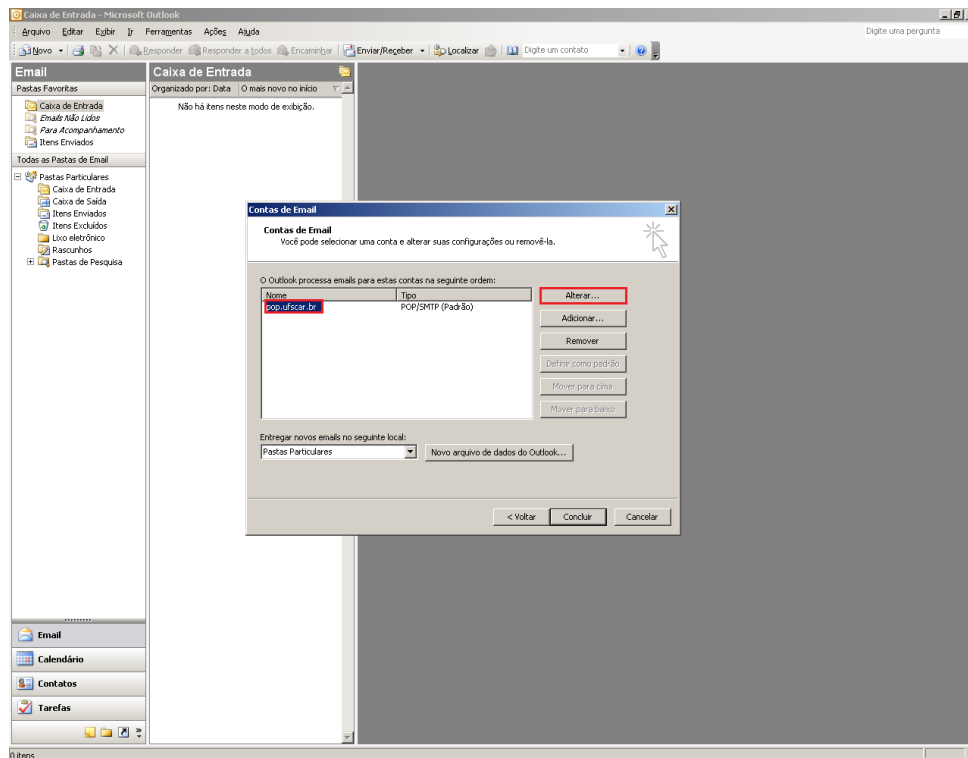 Caixa de Entrada - Microsoft Outlook
Arquivo Editar Exibir Ir Ferramentas Ações Ajuda Digite uma pergunta
Novo Responder Responder a todos Encaminhar Enviar/Receber Localizar Digite um contato
Email
Pastas Favoritas
Caixa de Entrada
Emails Não Lidos
Para Acompanhamento
Itens Enviados
Todas as Pastas de Email
Pastas Particulares
Caixa de Entrada
Caixa de Saída
Itens Enviados
Itens Excluídos
Lixo eletrônico
Rascunhos
Pastas de Pesquisa
Email
Calendário
Contatos
Tarefas
Caixa de Entrada
Organizado por: Data O mais novo no início
Não há itens neste modo de exibição.
Contas de Email
Contas de Email
Você pode selecionar uma conta e alterar suas configurações ou removê-la.
O Outlook processa emails para estas contas na seguinte ordem:
Nome Tipo
pop.ufscar.br POP/SMTP (Padrão)
Alterar...
Adicionar...
Remover
Definir como padrão
Mover para cima
Mover para baixo
Entregar novos emails no seguinte local:
Pastas Particulares Novo arquivo de dados do Outlook...
< Voltar Concluir Cancelar
0 itens